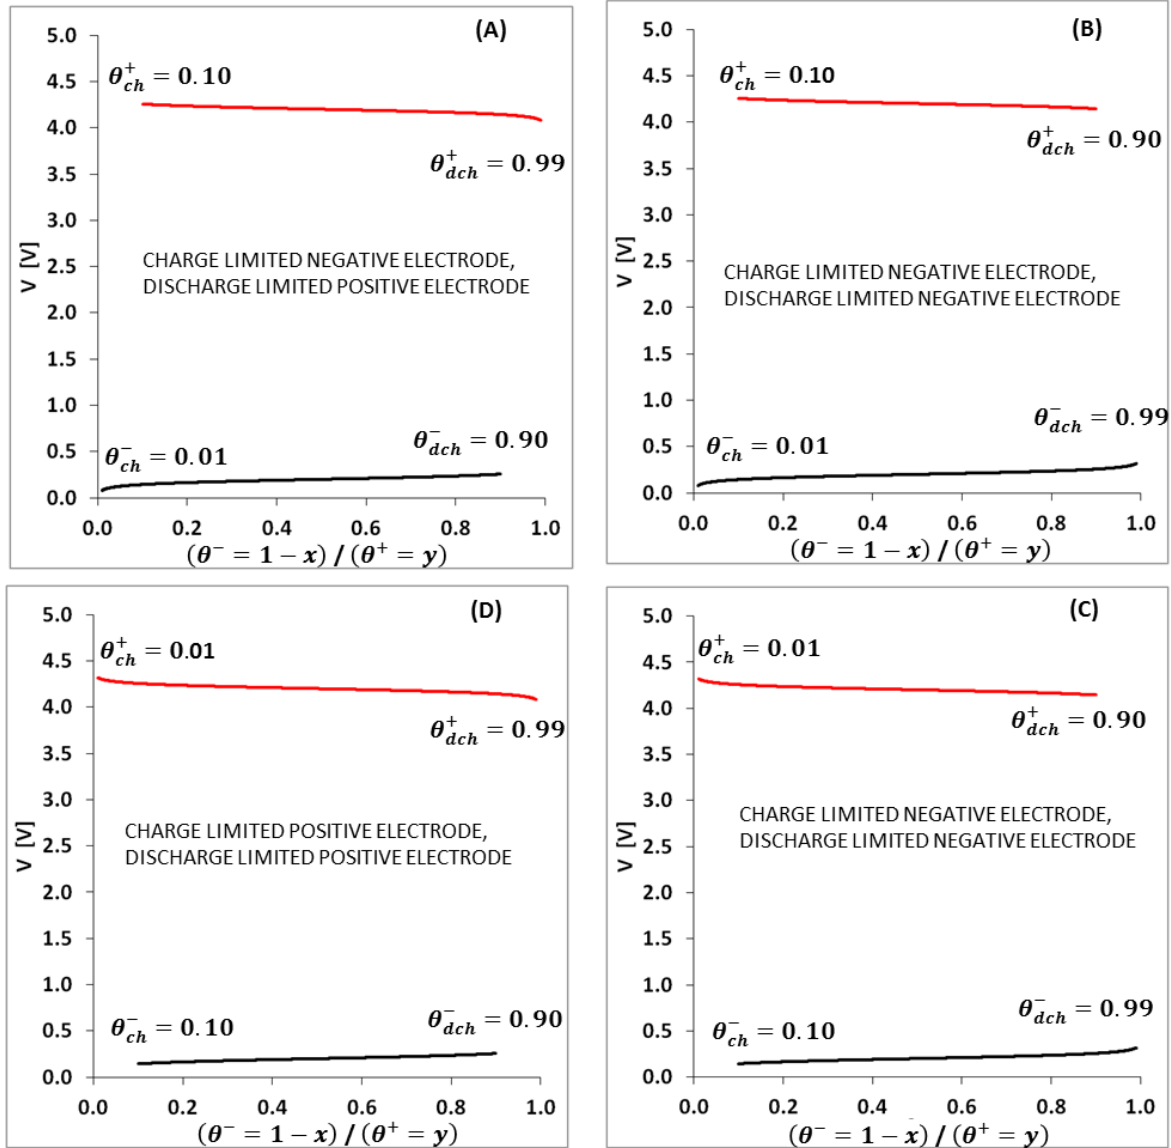 (A)
5.0
4.5
4.0
3.5
3.0
2.5
2.0
1.5
1.0
0.5
0.0
V [V]
θ⁺ch = 0.10
θ⁺dch = 0.99
CHARGE LIMITED NEGATIVE ELECTRODE,
DISCHARGE LIMITED POSITIVE ELECTRODE
θ⁻ch = 0.01
θ⁻dch = 0.90
0.0 0.2 0.4 0.6 0.8 1.0
(θ⁻ = 1 − x) / (θ⁺ = y)
(B)
5.0
4.5
4.0
3.5
3.0
2.5
2.0
1.5
1.0
0.5
0.0
V [V]
θ⁺ch = 0.10
θ⁺dch = 0.90
CHARGE LIMITED NEGATIVE ELECTRODE,
DISCHARGE LIMITED NEGATIVE ELECTRODE
θ⁻dch = 0.99
θ⁻ch = 0.01
0.0 0.2 0.4 0.6 0.8 1.0
(θ⁻ = 1 − x) / (θ⁺ = y)
(D)
5.0
4.5
4.0
3.5
3.0
2.5
2.0
1.5
1.0
0.5
0.0
V [V]
θ⁺ch = 0.01
θ⁺dch = 0.99
CHARGE LIMITED POSITIVE ELECTRODE,
DISCHARGE LIMITED POSITIVE ELECTRODE
θ⁻ch = 0.10
θ⁻dch = 0.90
0.0 0.2 0.4 0.6 0.8 1.0
(θ⁻ = 1 − x) / (θ⁺ = y)
(C)
5.0
4.5
4.0
3.5
3.0
2.5
2.0
1.5
1.0
0.5
0.0
V [V]
θ⁺ch = 0.01
θ⁺dch = 0.90
CHARGE LIMITED NEGATIVE ELECTRODE,
DISCHARGE LIMITED NEGATIVE ELECTRODE
θ⁻dch = 0.99
θ⁻ch = 0.10
0.0 0.2 0.4 0.6 0.8 1.0
(θ⁻ = 1 − x) / (θ⁺ = y)